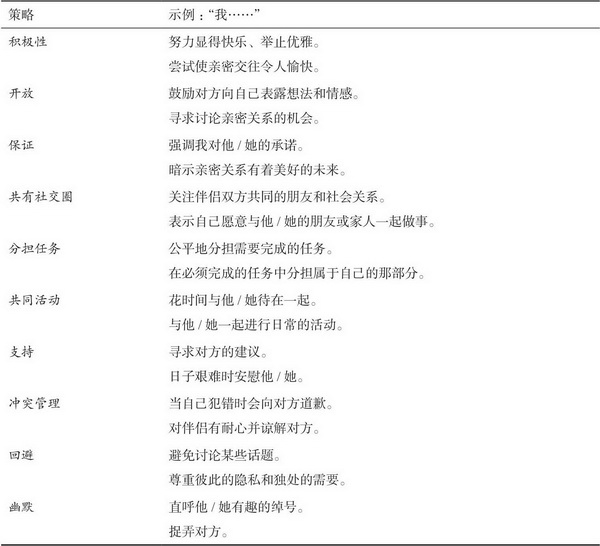 策略 示例：“我……”
积极性 努力显得快乐、举止优雅。
尝试使亲密交往令人愉快。
开放 鼓励对方向自己表露想法和情感。
寻求讨论亲密关系的机会。
保证 强调我对他 / 她的承诺。
暗示亲密关系有着美好的未来。
共有社交圈 关注伴侣双方共同的朋友和社会关系。
表示自己愿意与他 / 她的朋友或家人一起做事。
分担任务 公平地分担需要完成的任务。
在必须完成的任务中分担属于自己的那部分。
共同活动 花时间与他 / 她待在一起。
与他 / 她一起进行日常的活动。
支持 寻求对方的建议。
日子艰难时安慰他 / 她。
冲突管理 当自己犯错时会向对方道歉。
对伴侣有耐心并谅解对方。
回避 避免讨论某些话题。
尊重彼此的隐私和独处的需要。
幽默 直呼他 / 她有趣的绰号。
捉弄对方。